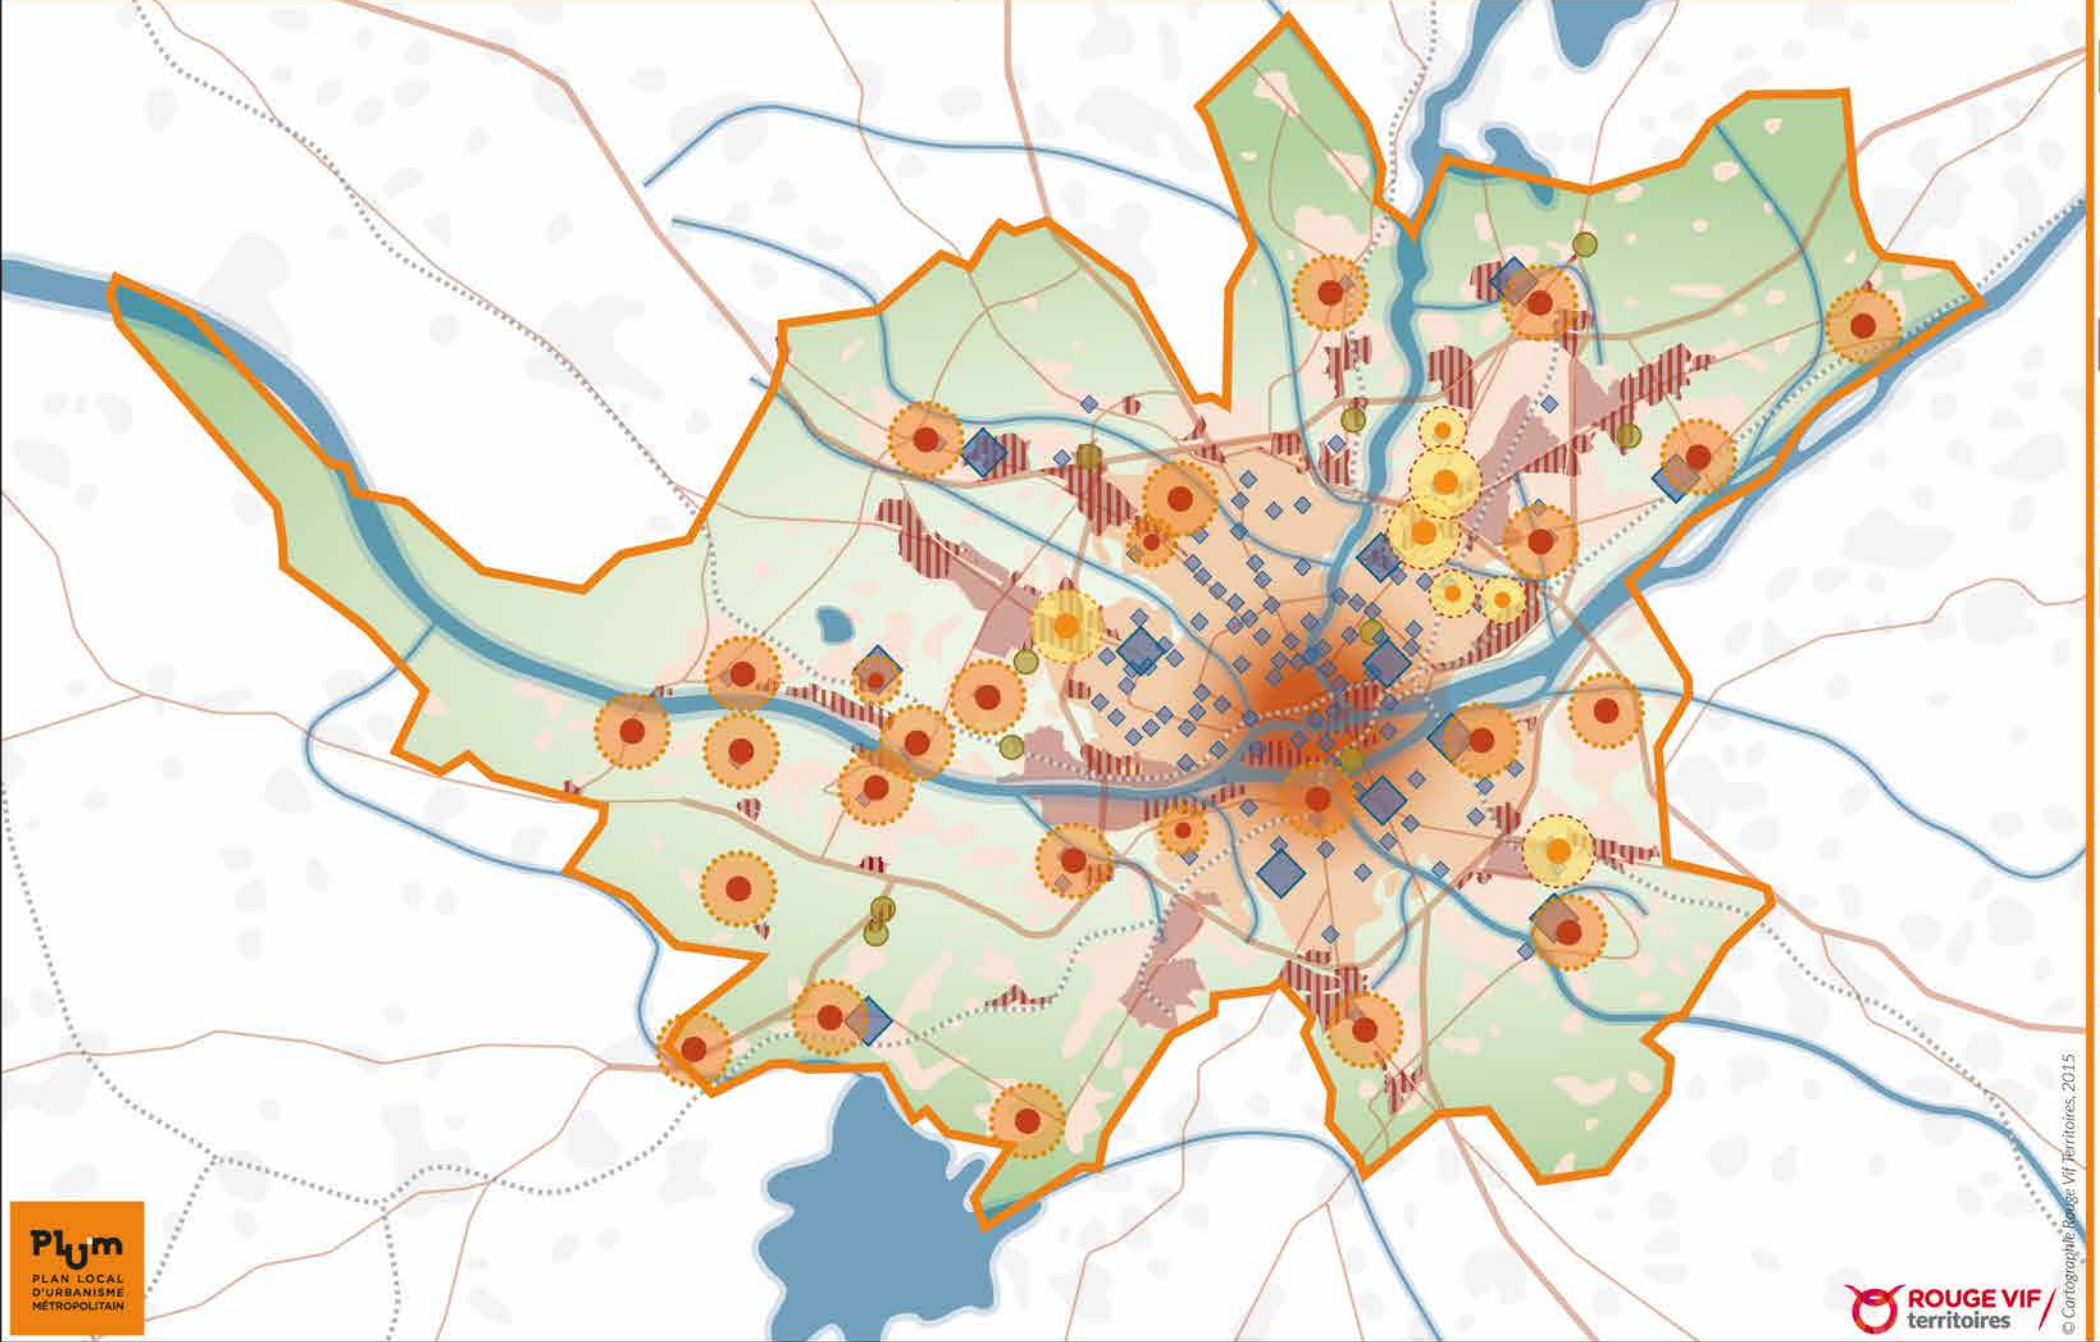 PLUm
PLAN LOCAL
D'URBANISME
MÉTROPOLITAIN
ROUGE VIF
territoires
© Cartographie Rouge Vif Territoires, 2015